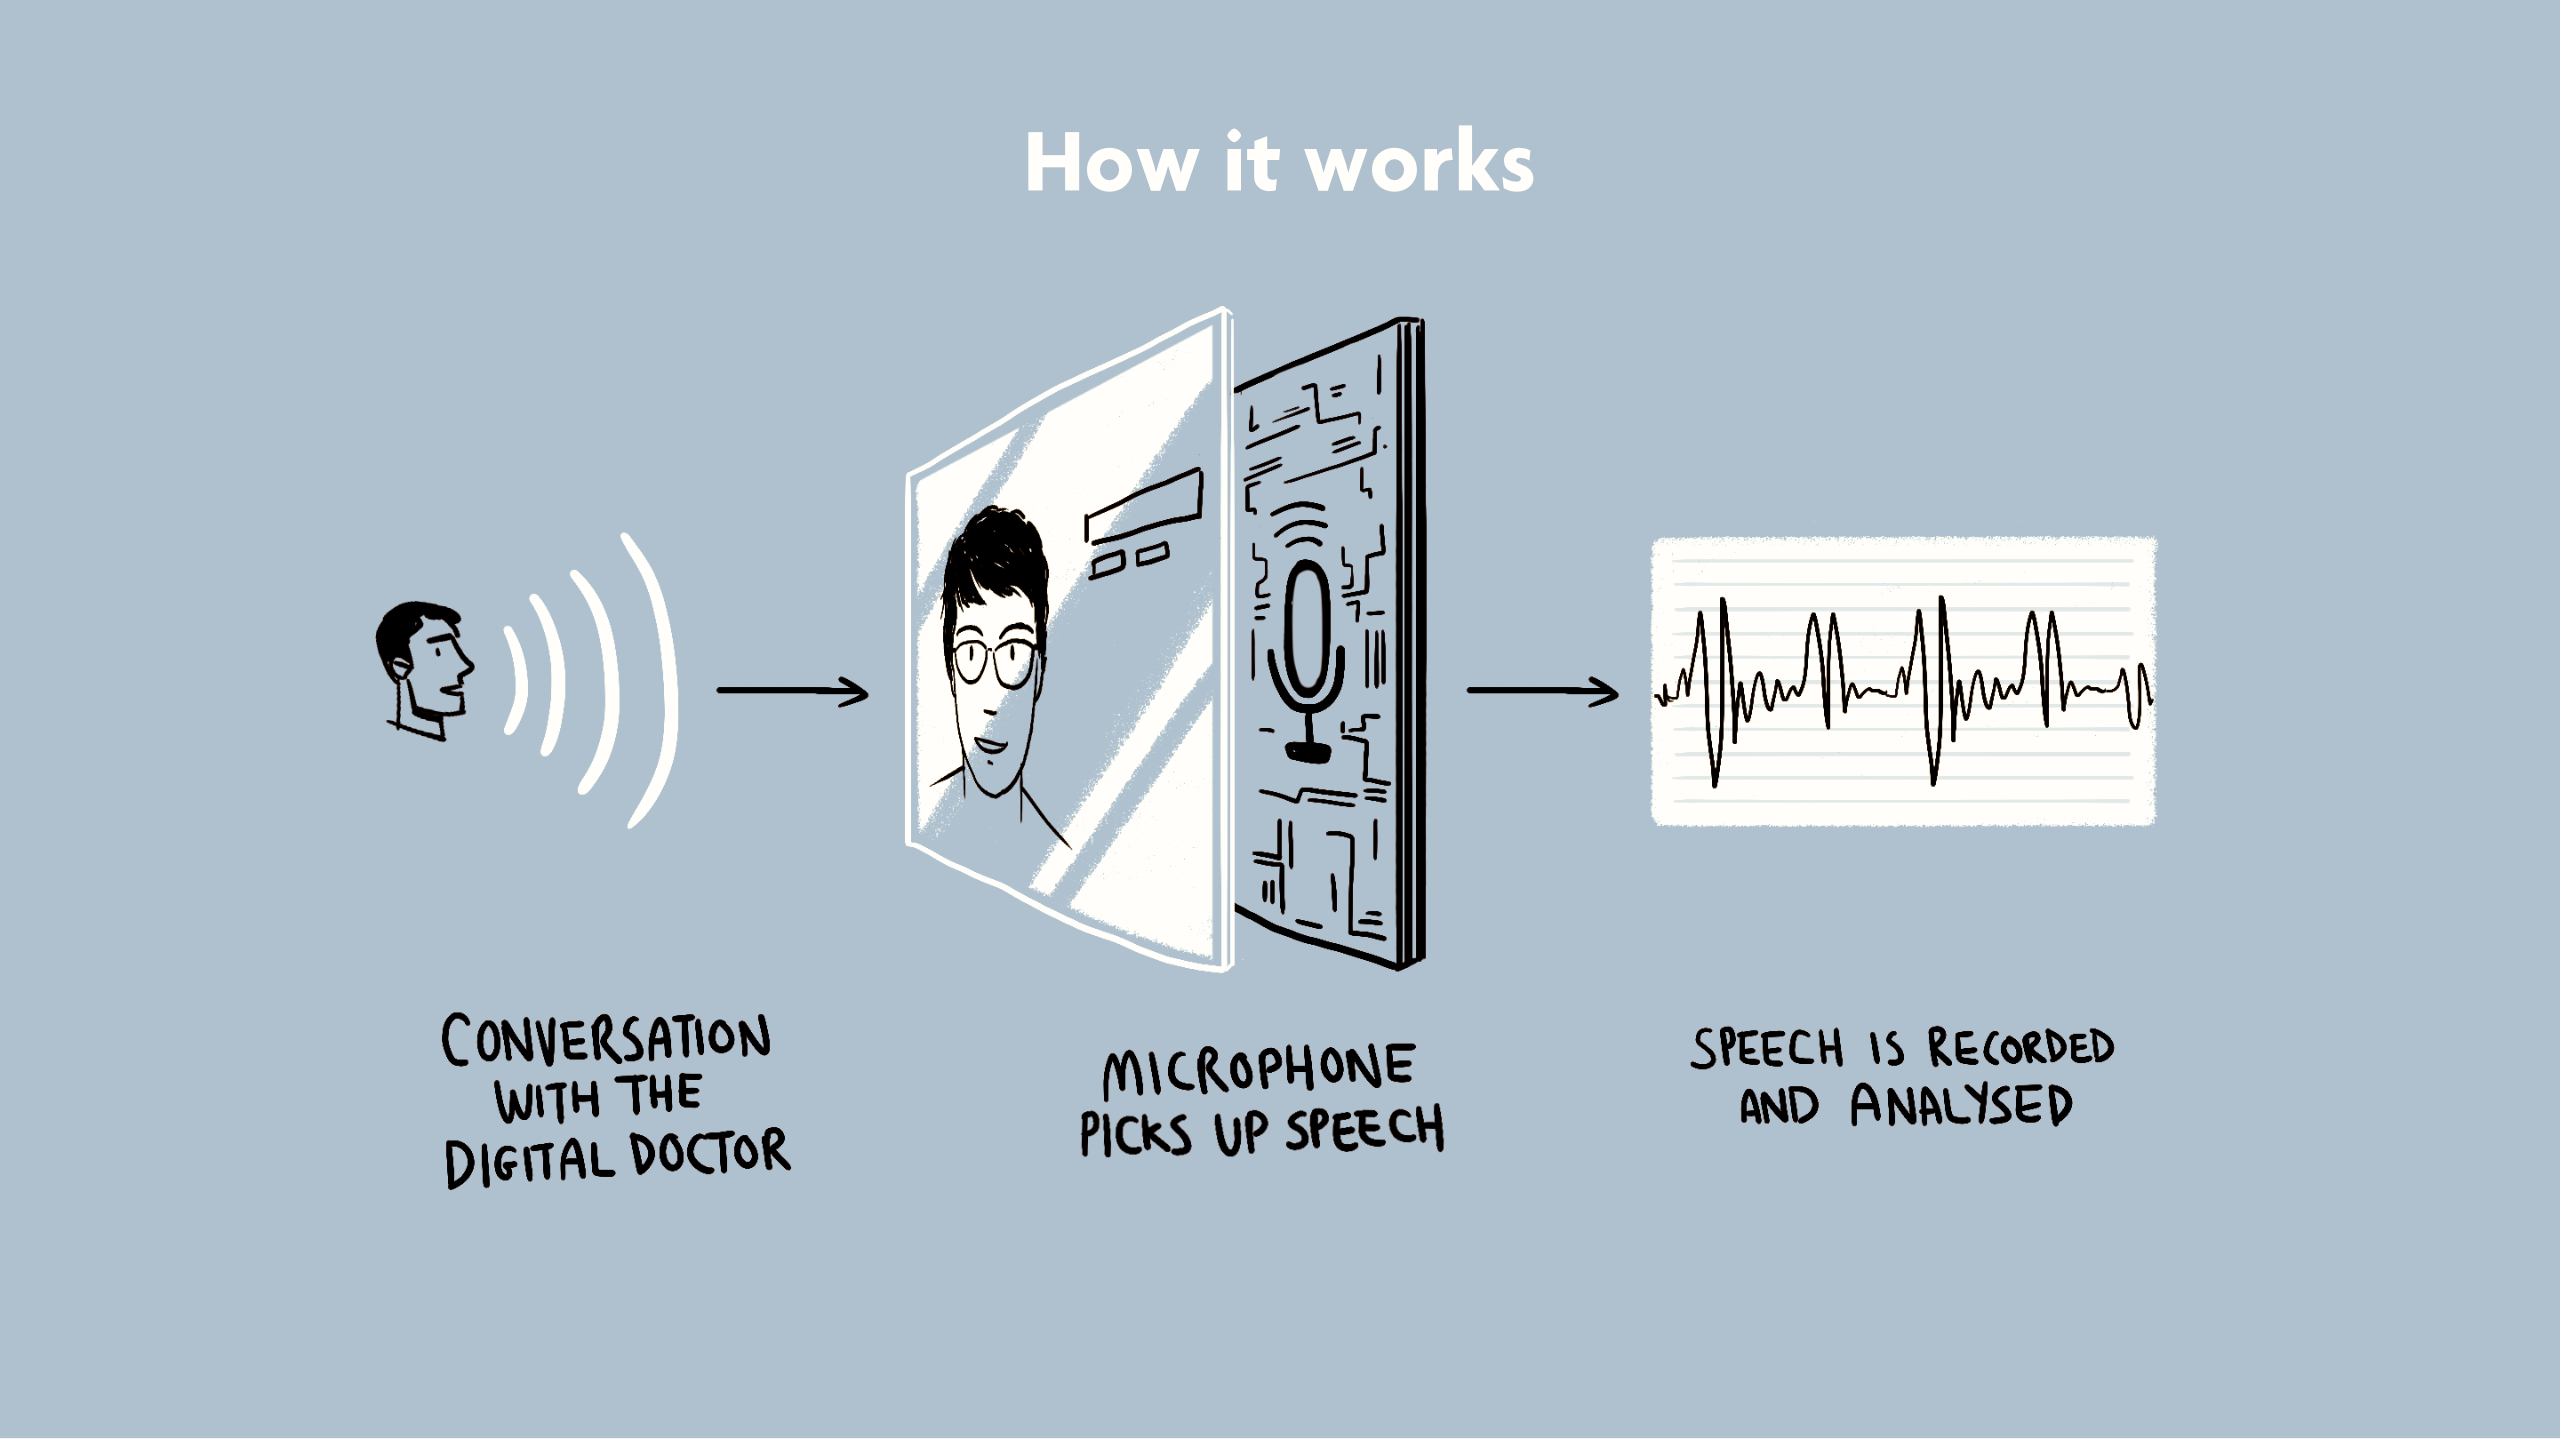 How it works
CONVERSATION
WITH THE
DIGITAL DOCTOR
MICROPHONE
PICKS UP SPEECH
SPEECH IS RECORDED
AND ANALYSED